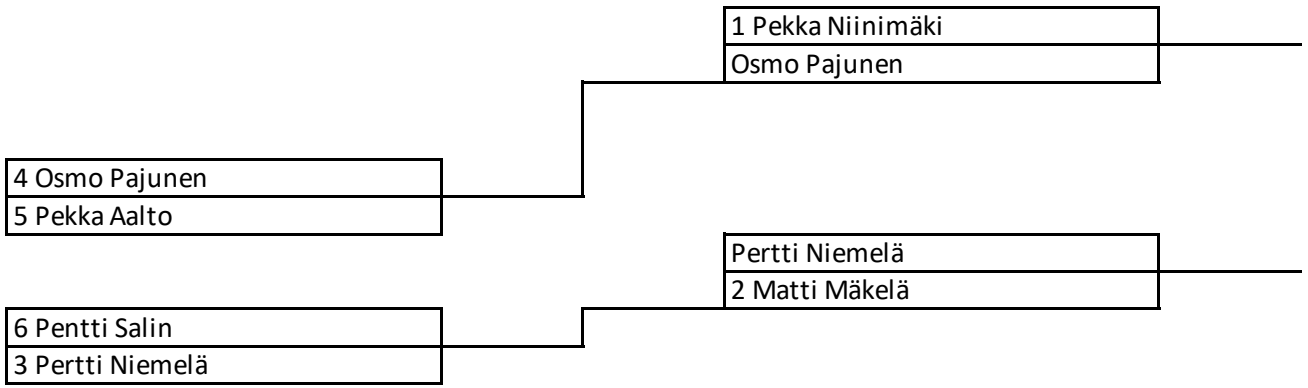 1 Pekka Niinimäki
Osmo Pajunen
4 Osmo Pajunen
5 Pekka Aalto
Pertti Niemelä
2 Matti Mäkelä
6 Pentti Salin
3 Pertti Niemelä